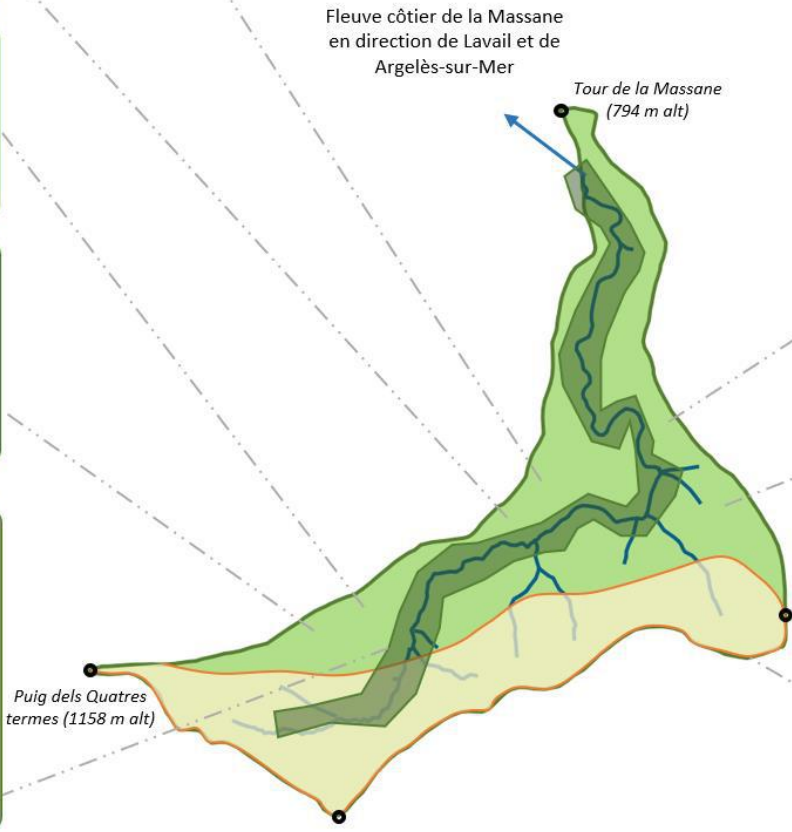 Fleuve côtier de la Massane
en direction de Lavail et de
Argelès-sur-Mer
Tour de la Massane
(794 m alt)
Puig dels Quatres
termes (1158 m alt)